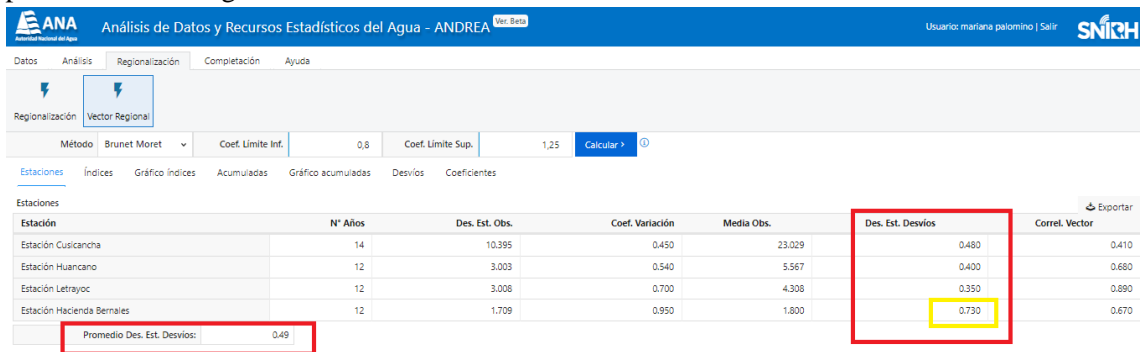 ANA
Autoridad Nacional del Agua
Análisis de Datos y Recursos Estadísticos del Agua - ANDREA Ver. Beta
Usuario: mariana palomino | Salir
SNIRH
Datos Análisis Regionalización Completación Ayuda
Regionalización Vector Regional
Método Brunet Moret Coef. Límite Inf. 0,8 Coef. Límite Sup. 1,25 Calcular >
Estaciones Índices Gráfico índices Acumuladas Gráfico acumuladas Desvíos Coeficientes
Estaciones Exportar
Estación N° Años Des. Est. Obs. Coef. Variación Media Obs. Des. Est. Desvíos Correl. Vector
Estación Cusicancha 14 10.395 0.450 23.029 0.480 0.410
Estación Huancano 12 3.003 0.540 5.567 0.400 0.680
Estación Letrayoc 12 3.008 0.700 4.308 0.350 0.890
Estación Hacienda Bernales 12 1.709 0.950 1.800 0.730 0.670
Promedio Des. Est. Desvíos: 0.49